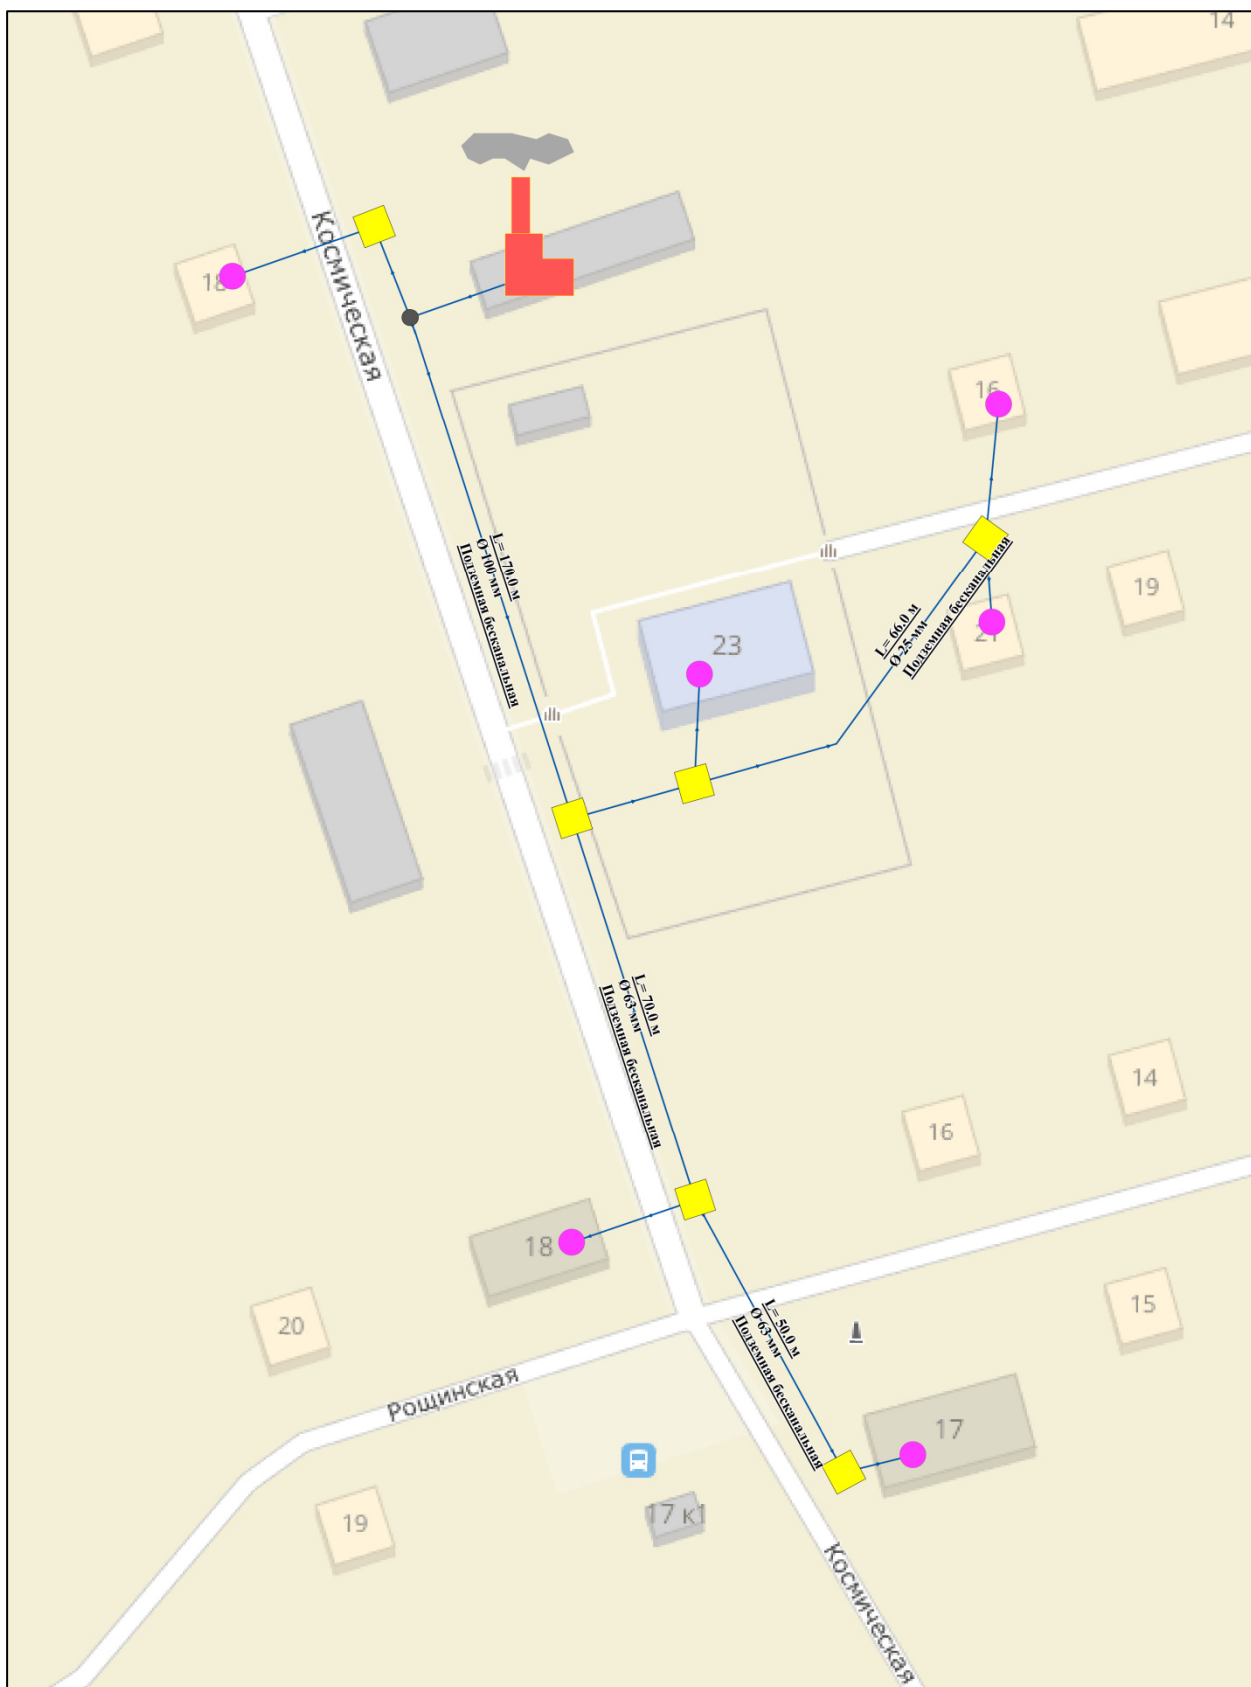 14
Космическая
18
16
L= 170.0 м
Ø 100 мм
Подземная бесканальная
19
23
21
L= 66.0 м
Ø 25 мм
Подземная бесканальная
L= 70.0 м
Ø 63 мм
Подземная бесканальная
14
16
18
20
15
L= 50.0 м
Ø 63 мм
Подземная бесканальная
Рощинская
17
19
17 к1
Космическая